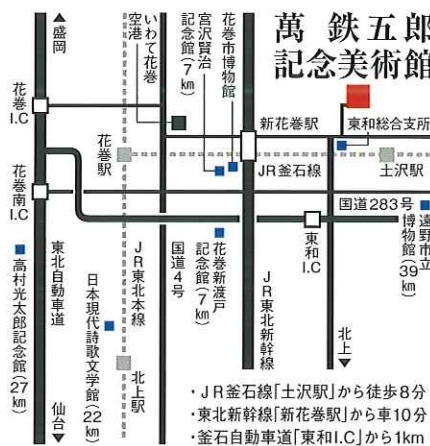 萬 鉄五郎
記念美術館
▲盛岡
花巻I.C
花巻南I.C
東北自動車道
高村光太郎記念館(27km)
仙台▼
いわて花巻空港
花巻駅
宮沢賢治記念館(7km)
花巻市博物館
新花巻駅
東和総合支所
JR釜石線
土沢駅
国道283号
遠野市立博物館(39km)
東和I.C
花巻新渡戸記念館(7km)
国道4号
JR東北本線
日本現代詩歌文学館(22km)
北上駅
JR東北新幹線
北上▼
・JR釜石線「土沢駅」から徒歩8分
・東北新幹線「新花巻駅」から車10分
・釜石自動車道「東和I.C」から1km